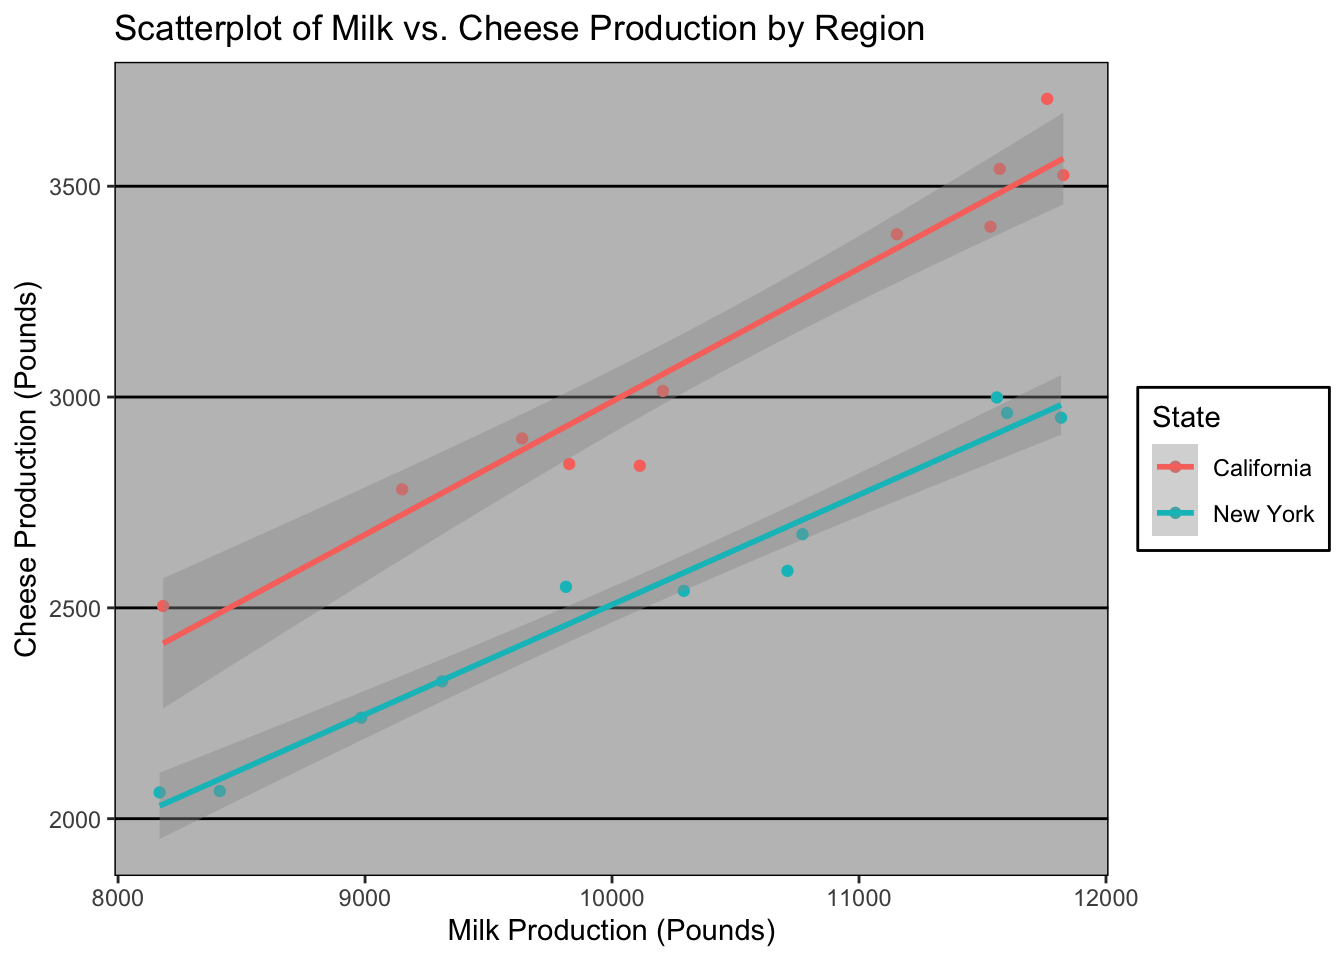 Scatterplot of Milk vs. Cheese Production by Region
Cheese Production (Pounds)
3500
3000
2500
2000
8000 9000 10000 11000 12000
Milk Production (Pounds)
State
California
New York